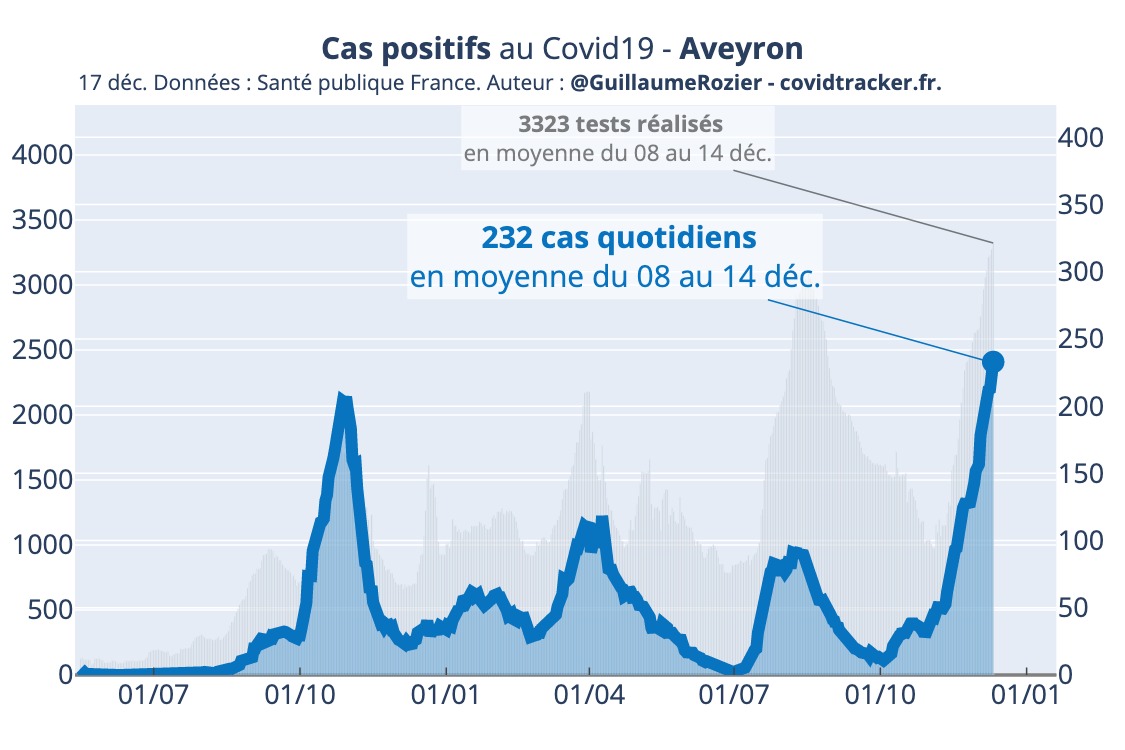 Cas positifs au Covid19 - Aveyron
17 déc. Données : Santé publique France. Auteur : @GuillaumeRozier - covidtracker.fr.
3323 tests réalisés
en moyenne du 08 au 14 déc.
232 cas quotidiens
en moyenne du 08 au 14 déc.
4000
3500
3000
2500
2000
1500
1000
500
0
400
350
300
250
200
150
100
50
0
01/07 01/10 01/01 01/04 01/07 01/10 01/01